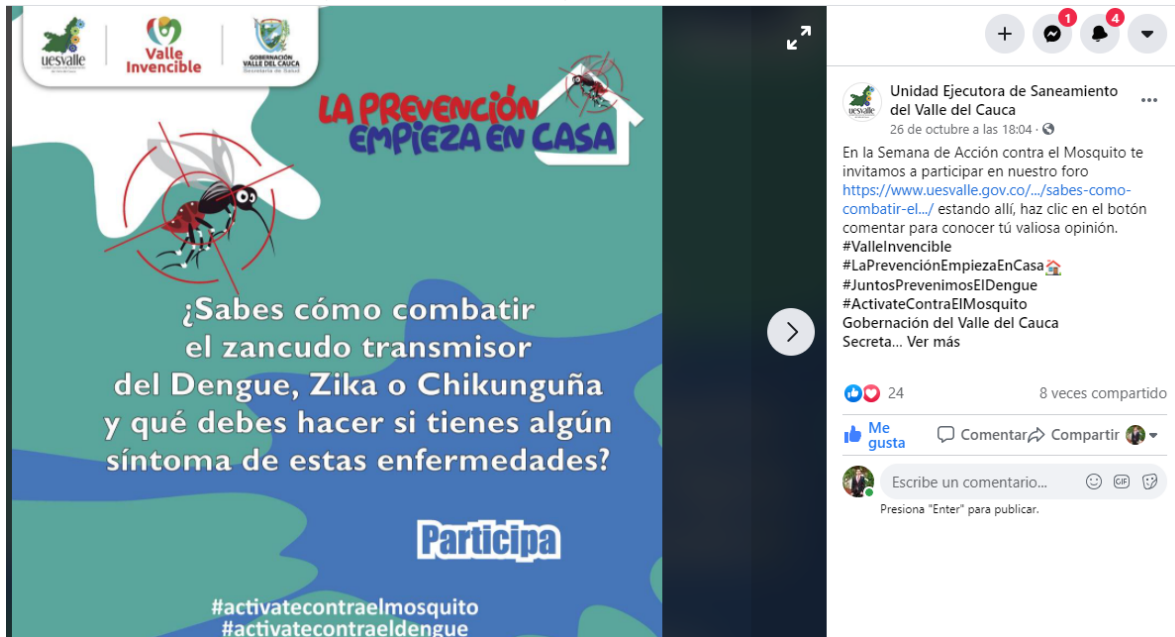 uesvalle
Valle
Invencible
GOBERNACIÓN
VALLE DEL CAUCA
Secretaría de Salud
LA PREVENCIÓN
EMPIEZA EN CASA
¿Sabes cómo combatir
el zancudo transmisor
del Dengue, Zika o Chikunguña
y qué debes hacer si tienes algún
síntoma de estas enfermedades?
Participa
#activatecontraelmosquito
#activatecontraeldengue
1
4
uesvalle
Unidad Ejecutora de Saneamiento
del Valle del Cauca
26 de octubre a las 18:04 ·
En la Semana de Acción contra el Mosquito te
invitamos a participar en nuestro foro
https://www.uesvalle.gov.co/.../sabes-como-
combatir-el.../ estando allí, haz clic en el botón
comentar para conocer tú valiosa opinión.
#ValleInvencible
#LaPrevenciónEmpiezaEnCasa
#JuntosPrevenimosElDengue
#ActivateContraElMosquito
Gobernación del Valle del Cauca
Secreta... Ver más
24
8 veces compartido
Me
gusta
Comentar
Compartir
Escribe un comentario...
GIF
Presiona "Enter" para publicar.